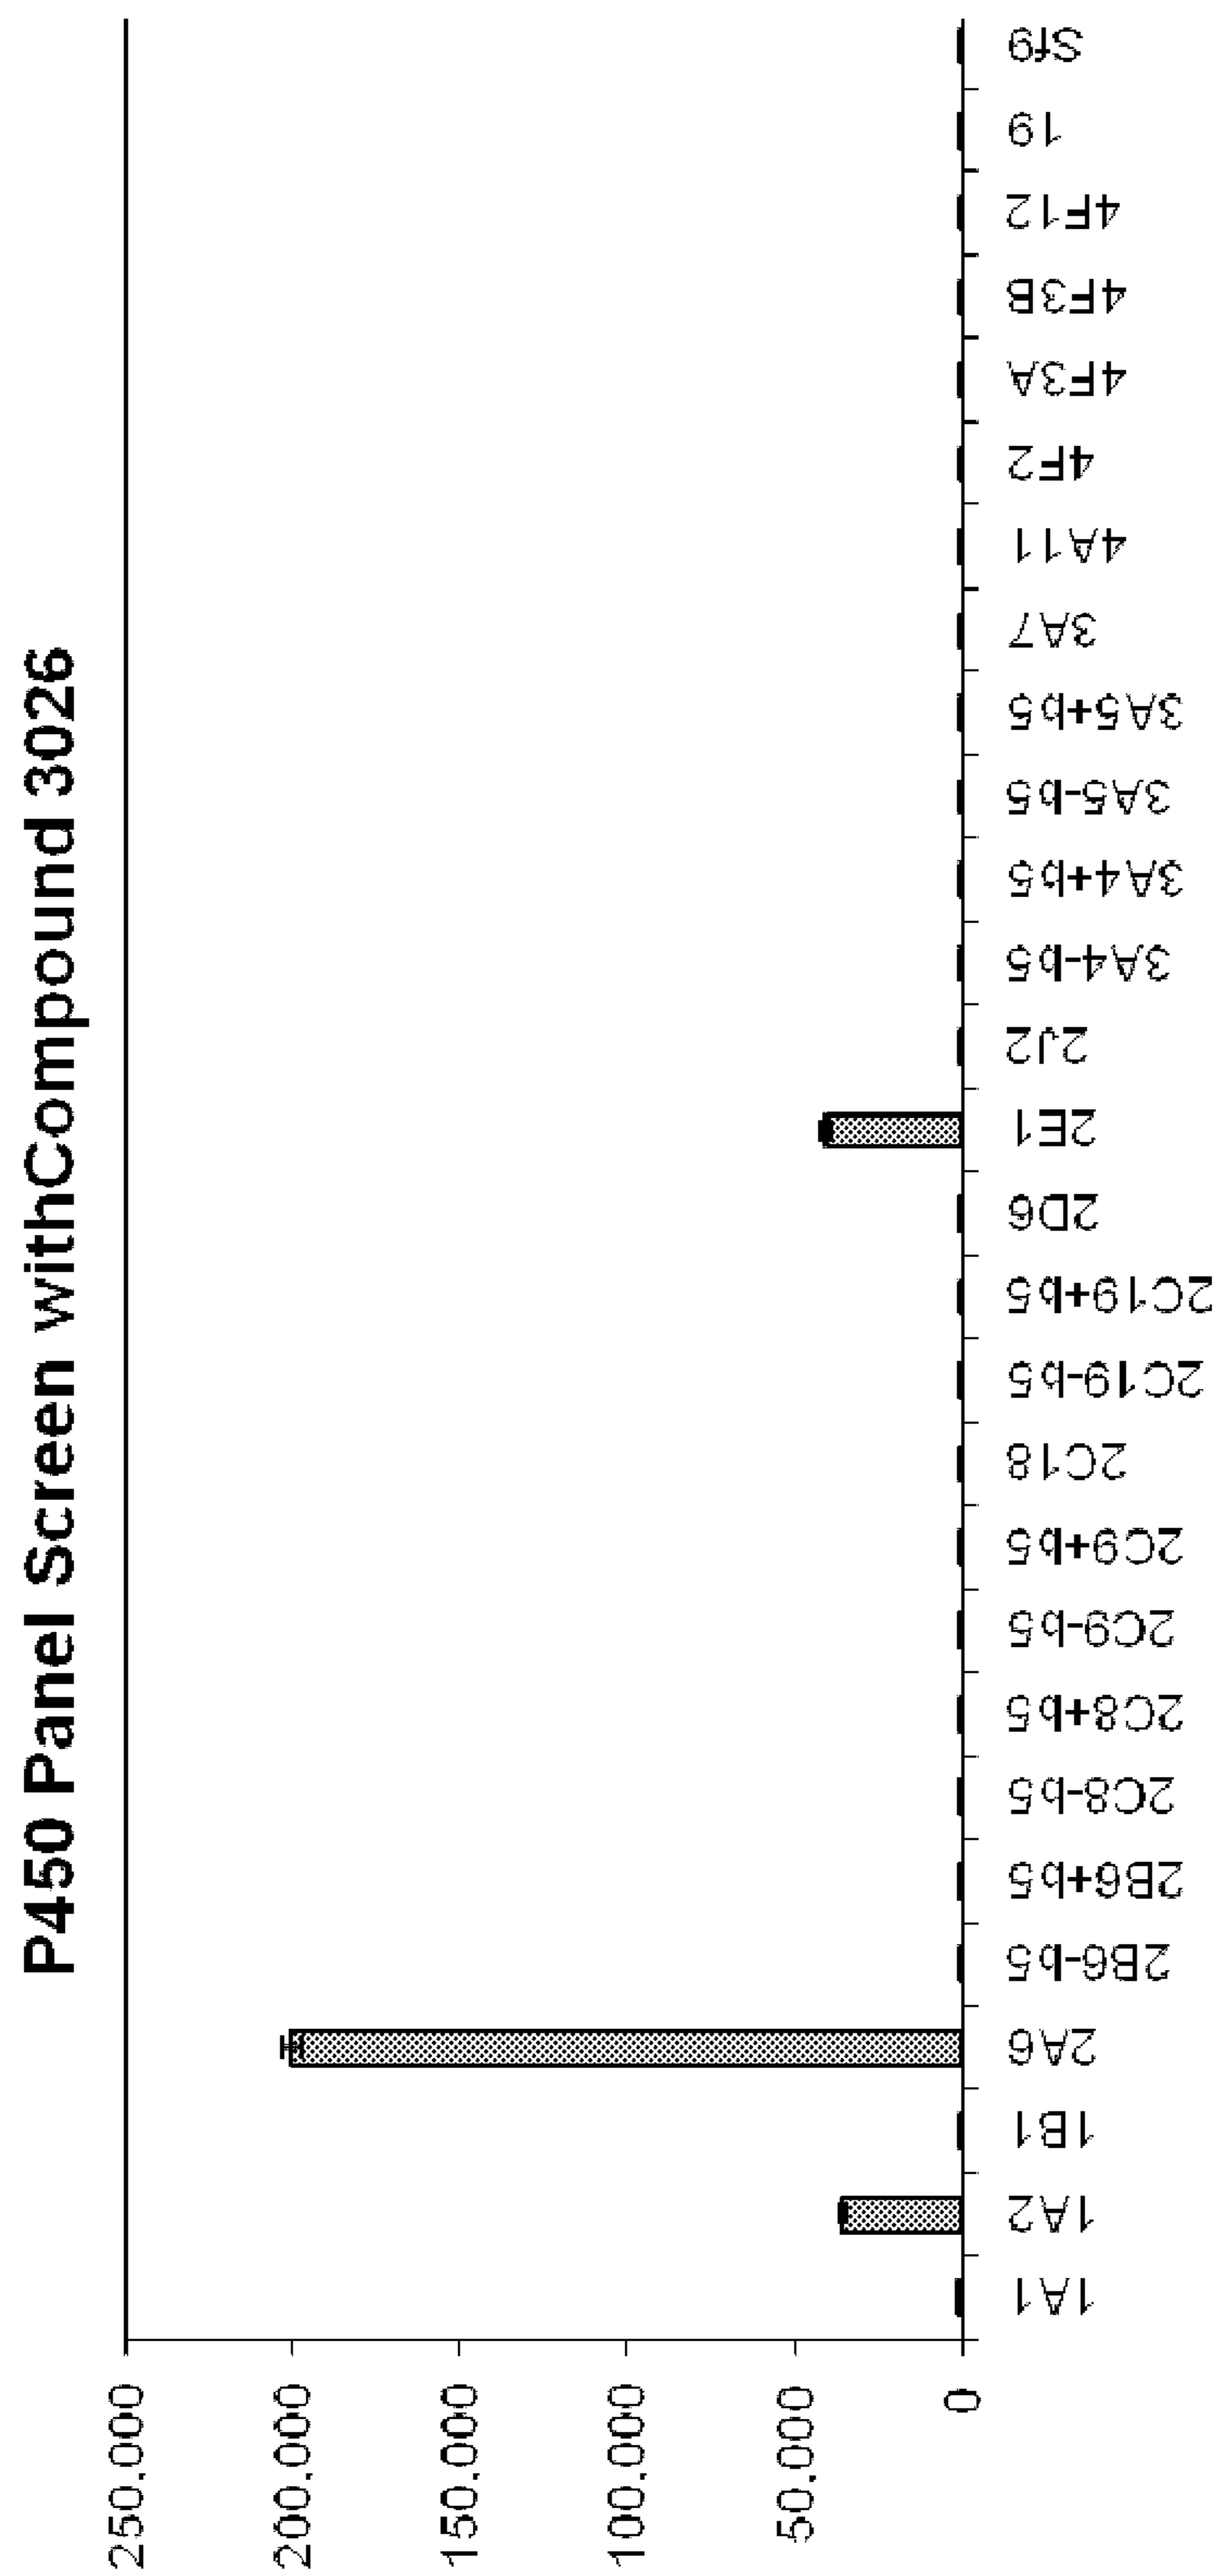 P450 Panel Screen withCompound 3026
250,000
200,000
150,000
100,000
50,000
0
1A1
1A2
1B1
2A6
2B6-b5
2B6+b5
2C8-b5
2C8+b5
2C9-b5
2C9+b5
2C18
2C19-b5
2C19+b5
2D6
2E1
2J2
3A4-b5
3A4+b5
3A5-b5
3A5+b5
3A7
4A11
4F2
4F3A
4F3B
4F12
19
Sf9